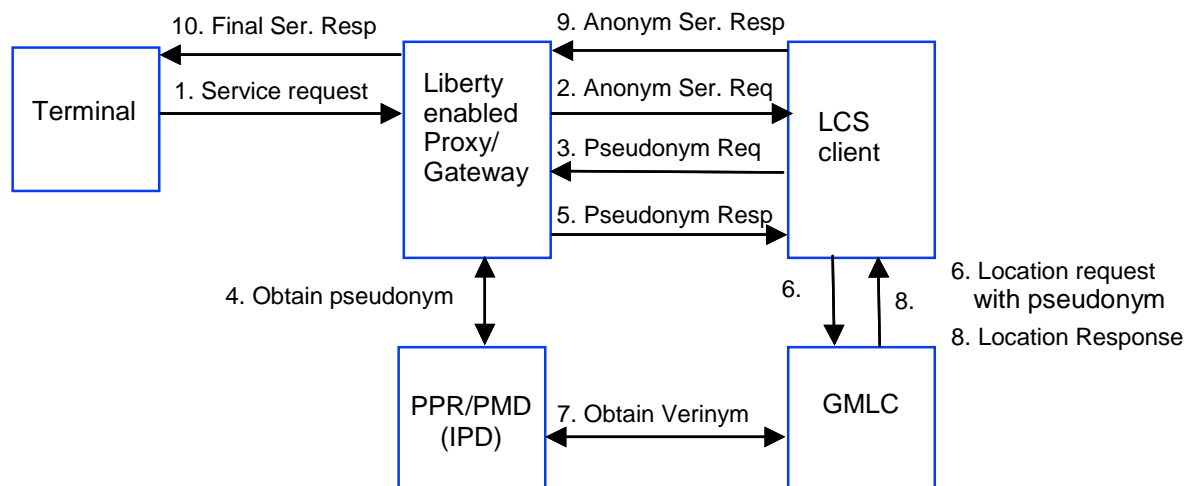 10. Final Ser. Resp
9. Anonym Ser. Resp
Terminal
1. Service request
Liberty
enabled
Proxy/
Gateway
2. Anonym Ser. Req
LCS
client
3. Pseudonym Req
5. Pseudonym Resp
4. Obtain pseudonym
6.
8.
6. Location request
with pseudonym
8. Location Response
PPR/PMD
(IPD)
7. Obtain Verinym
GMLC